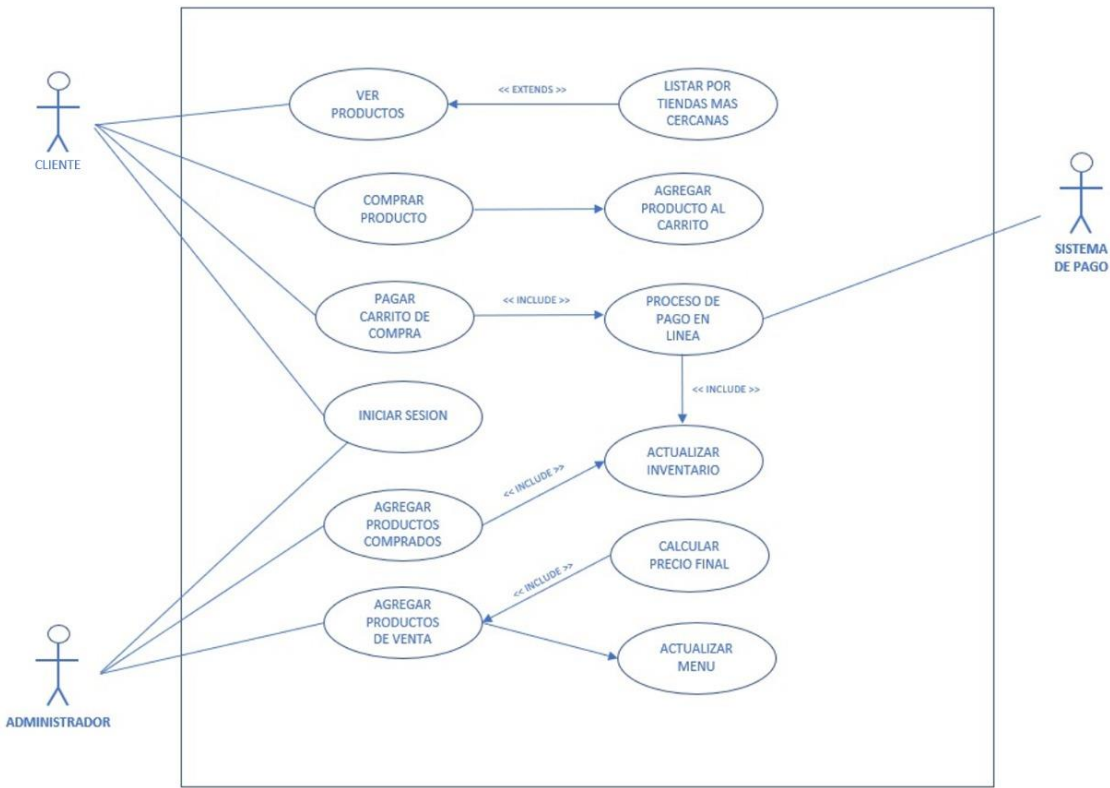 VER
PRODUCTOS
<< EXTENDS >>
LISTAR POR
TIENDAS MAS
CERCANAS
CLIENTE
COMPRAR
PRODUCTO
AGREGAR
PRODUCTO AL
CARRITO
SISTEMA
DE PAGO
PAGAR
CARRITO DE
COMPRA
<< INCLUDE >>
PROCESO DE
PAGO EN
LINEA
<< INCLUDE >>
INICIAR SESION
ACTUALIZAR
INVENTARIO
<< INCLUDE >>
AGREGAR
PRODUCTOS
COMPRADOS
CALCULAR
PRECIO FINAL
<< INCLUDE >>
AGREGAR
PRODUCTOS
DE VENTA
ACTUALIZAR
MENU
ADMINISTRADOR